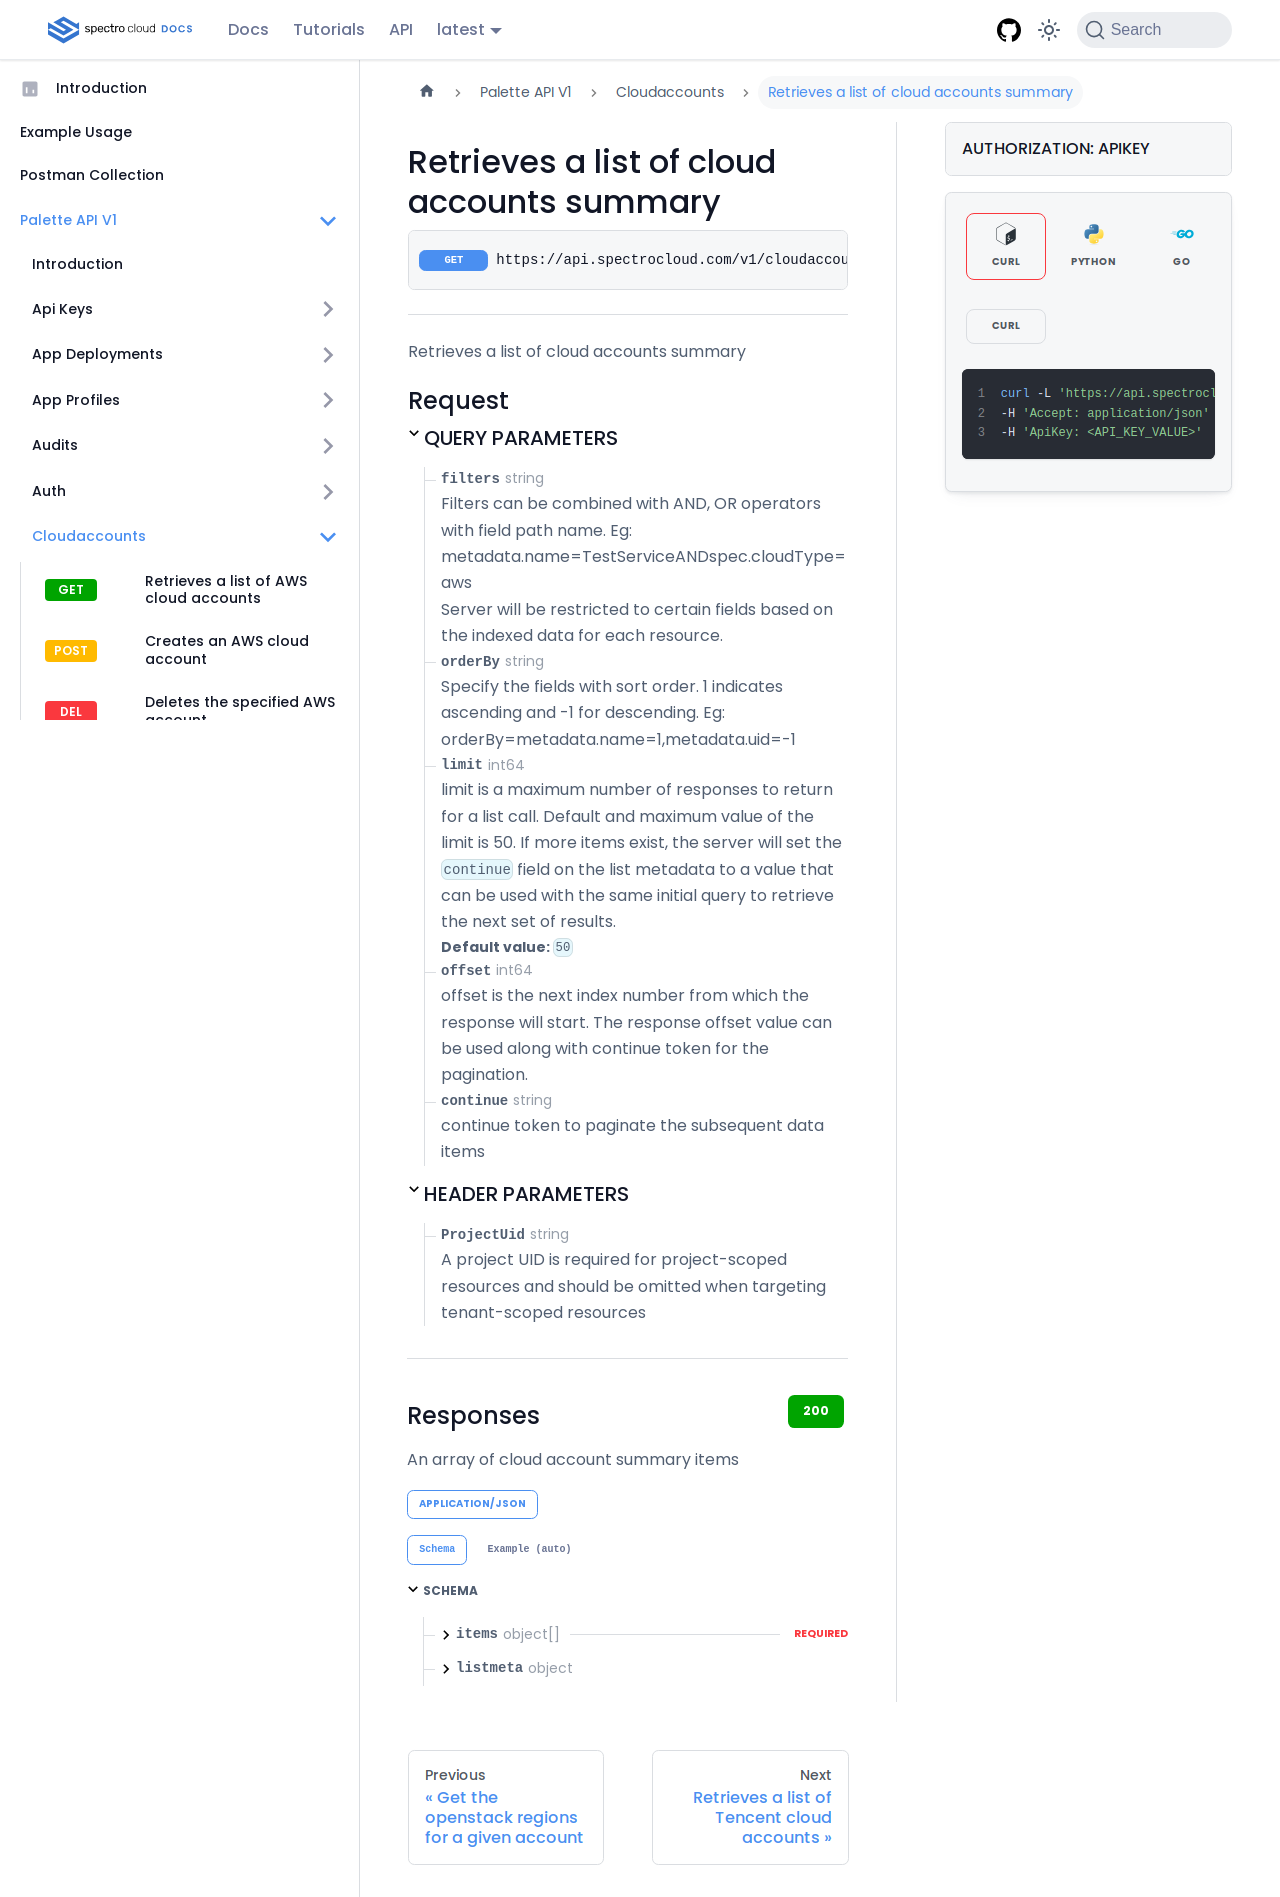 spectro cloud DOCS
Docs
Tutorials
API
latest
Search
Introduction
Example Usage
Postman Collection
Palette API V1
Introduction
Api Keys
App Deployments
App Profiles
Audits
Auth
Cloudaccounts
GET
Retrieves a list of AWS
cloud accounts
POST
Creates an AWS cloud
account
DEL
Deletes the specified AWS
account
Palette API V1
Cloudaccounts
Retrieves a list of cloud accounts summary
Retrieves a list of cloud
accounts summary
GET
https://api.spectrocloud.com/v1/cloudaccou
Retrieves a list of cloud accounts summary
Request
QUERY PARAMETERS
filters string
Filters can be combined with AND, OR operators
with field path name. Eg:
metadata.name=TestServiceANDspec.cloudType=
aws
Server will be restricted to certain fields based on
the indexed data for each resource.
orderBy string
Specify the fields with sort order. 1 indicates
ascending and -1 for descending. Eg:
orderBy=metadata.name=1,metadata.uid=-1
limit int64
limit is a maximum number of responses to return
for a list call. Default and maximum value of the
limit is 50. If more items exist, the server will set the
continue field on the list metadata to a value that
can be used with the same initial query to retrieve
the next set of results.
Default value: 50
offset int64
offset is the next index number from which the
response will start. The response offset value can
be used along with continue token for the
pagination.
continue string
continue token to paginate the subsequent data
items
HEADER PARAMETERS
ProjectUid string
A project UID is required for project-scoped
resources and should be omitted when targeting
tenant-scoped resources
Responses
200
An array of cloud account summary items
APPLICATION/JSON
Schema
Example (auto)
SCHEMA
items object[]
REQUIRED
listmeta object
Previous
« Get the
openstack regions
for a given account
Next
Retrieves a list of
Tencent cloud
accounts »
AUTHORIZATION: APIKEY
CURL
PYTHON
GO
GO
CURL
1 curl -L 'https://api.spectrocl
2 -H 'Accept: application/json'
3 -H 'ApiKey: <API_KEY_VALUE>'